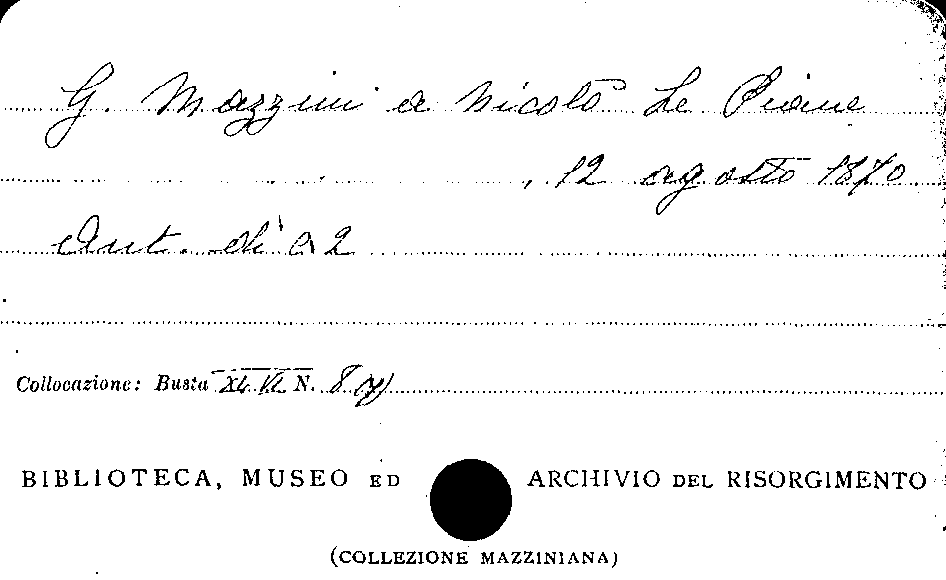 G. Mazzini a Nicolò Le Piane
, 12 agosto 1870.
Aut. di c. 2
Collocazione: Busta XLVI N. 8
BIBLIOTECA, MUSEO ED ARCHIVIO DEL RISORGIMENTO
(COLLEZIONE MAZZINIANA)